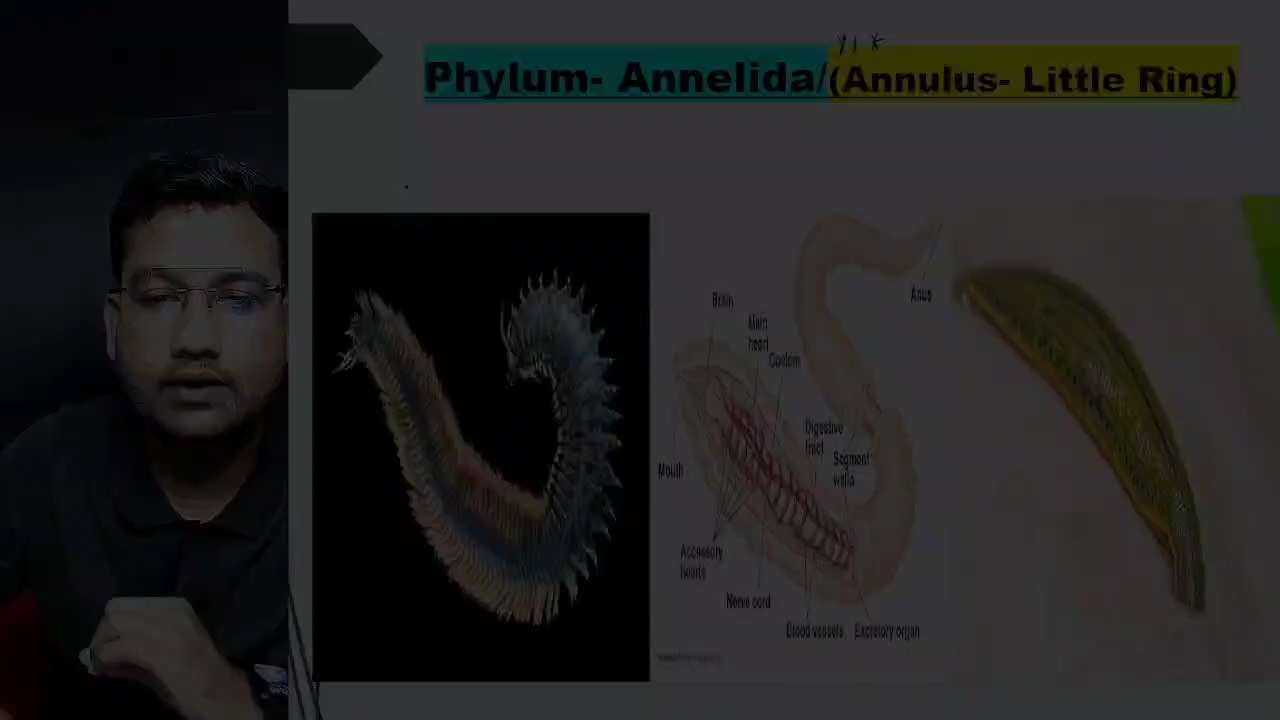 Phylum- Annelida/(Annulus- Little Ring)
Brain
Main
heart
Coelom
Anus
Digestive
tract
Segment
walls
Mouth
Accessory
hearts
Nerve cord
Blood vessels
Excretory organ